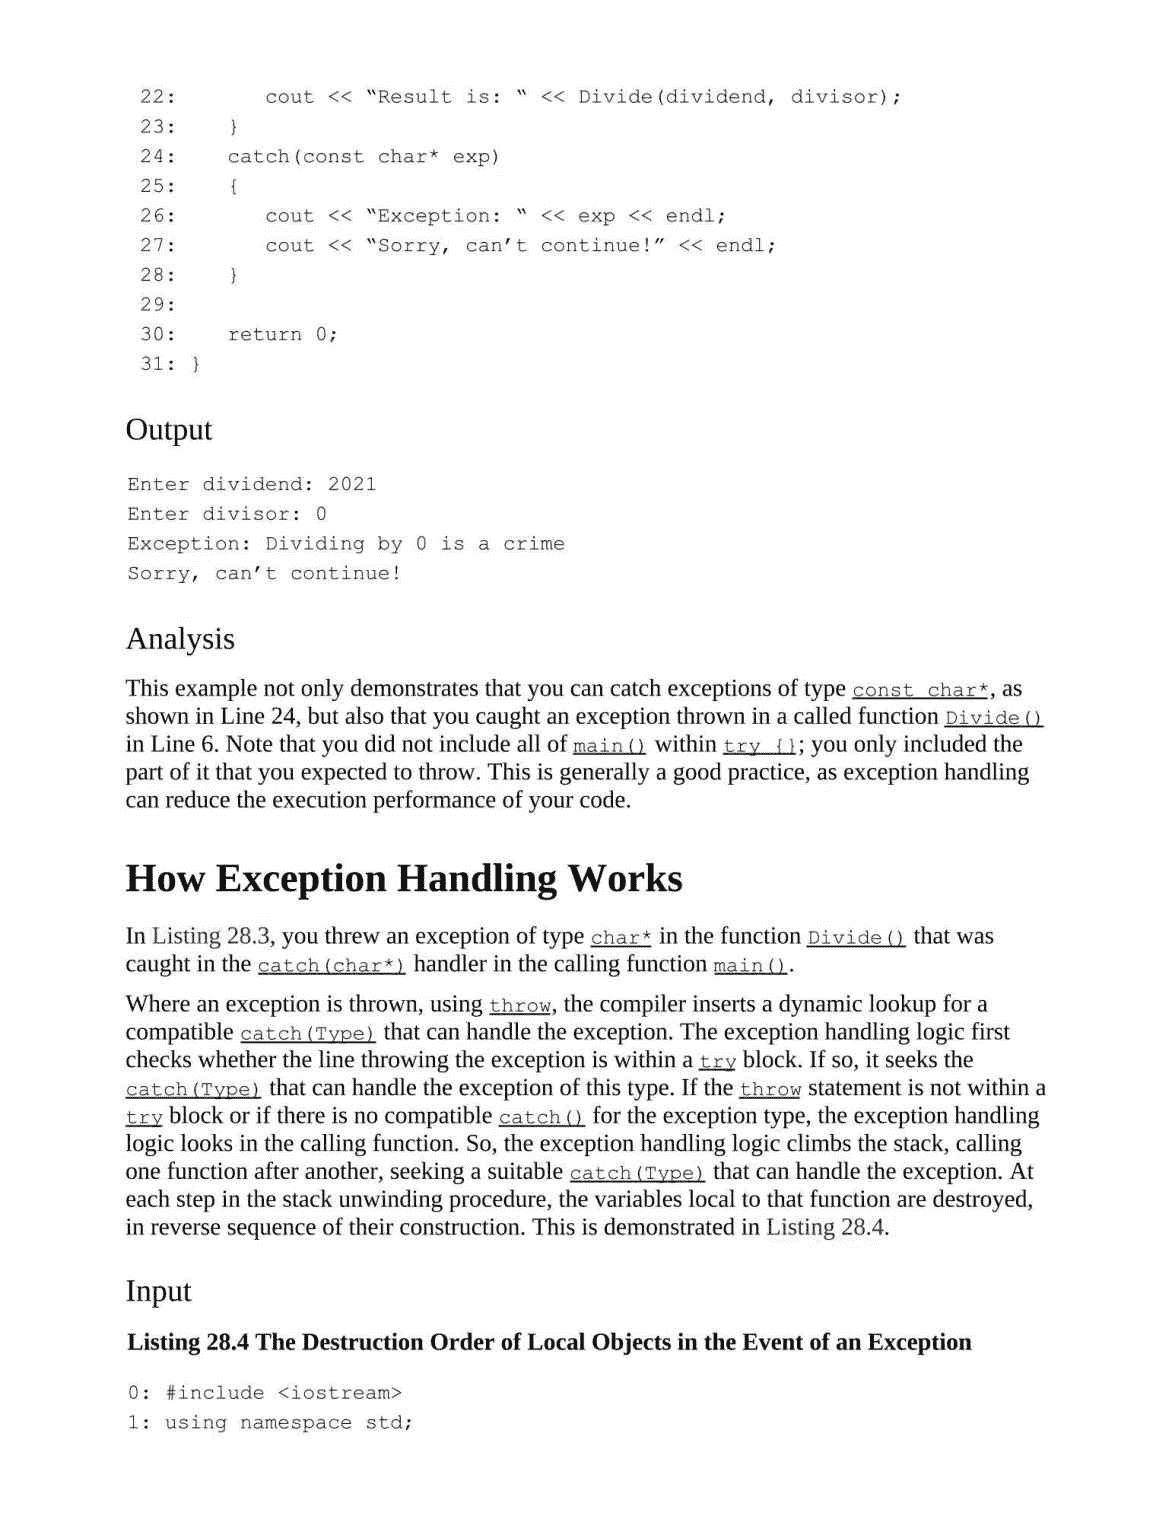 22:       cout << “Result is: “ << Divide(dividend, divisor);
23:    }
24:    catch(const char* exp)
25:    {
26:       cout << “Exception: “ << exp << endl;
27:       cout << “Sorry, can’t continue!” << endl;
28:    }
29:
30:    return 0;
31: }
Output
Enter dividend: 2021
Enter divisor: 0
Exception: Dividing by 0 is a crime
Sorry, can’t continue!
Analysis
This example not only demonstrates that you can catch exceptions of type const char*, as
shown in Line 24, but also that you caught an exception thrown in a called function Divide()
in Line 6. Note that you did not include all of main() within try {}; you only included the
part of it that you expected to throw. This is generally a good practice, as exception handling
can reduce the execution performance of your code.
How Exception Handling Works
In Listing 28.3, you threw an exception of type char* in the function Divide() that was
caught in the catch(char*) handler in the calling function main().
Where an exception is thrown, using throw, the compiler inserts a dynamic lookup for a
compatible catch(Type) that can handle the exception. The exception handling logic first
checks whether the line throwing the exception is within a try block. If so, it seeks the
catch(Type) that can handle the exception of this type. If the throw statement is not within a
try block or if there is no compatible catch() for the exception type, the exception handling
logic looks in the calling function. So, the exception handling logic climbs the stack, calling
one function after another, seeking a suitable catch(Type) that can handle the exception. At
each step in the stack unwinding procedure, the variables local to that function are destroyed,
in reverse sequence of their construction. This is demonstrated in Listing 28.4.
Input
Listing 28.4 The Destruction Order of Local Objects in the Event of an Exception
0: #include <iostream>
1: using namespace std;